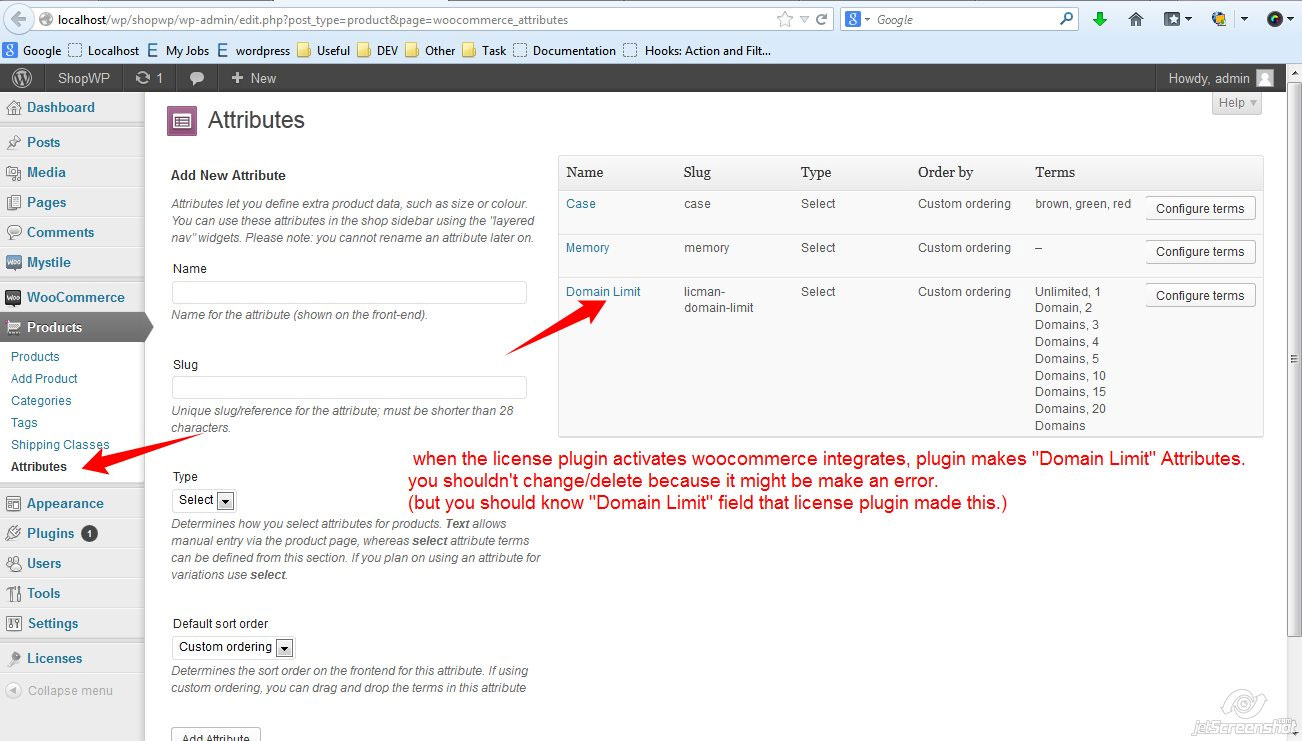 localhost/wp/shopwp/wp-admin/edit.php?post_type=product&page=woocommerce_attributes
Google
Google
Localhost
My Jobs
wordpress
Useful
DEV
Other
Task
Documentation
Hooks: Action and Filt...
ShopWP
1
New
Howdy, admin
Help
Dashboard
Posts
Media
Pages
Comments
Mystile
WooCommerce
Products
Products
Add Product
Categories
Tags
Shipping Classes
Attributes
Appearance
Plugins 1
Users
Tools
Settings
Licenses
Collapse menu
Attributes
Add New Attribute
Attributes let you define extra product data, such as size or colour.
You can use these attributes in the shop sidebar using the "layered
nav" widgets. Please note: you cannot rename an attribute later on.
Name
Name for the attribute (shown on the front-end).
Slug
Unique slug/reference for the attribute; must be shorter than 28
characters.
Type
Select
Determines how you select attributes for products. Text allows
manual entry via the product page, whereas select attribute terms
can be defined from this section. If you plan on using an attribute for
variations use select.
Default sort order
Custom ordering
Determines the sort order on the frontend for this attribute. If using
custom ordering, you can drag and drop the terms in this attribute
Add Attribute
Name Slug Type Order by Terms
Case case Select Custom ordering brown, green, red Configure terms
Memory memory Select Custom ordering – Configure terms
Domain Limit licman- Select Custom ordering Unlimited, 1 Configure terms
domain-limit Domain, 2
Domains, 3
Domains, 4
Domains, 5
Domains, 10
Domains, 15
Domains, 20
Domains
when the license plugin activates woocommerce integrates, plugin makes "Domain Limit" Attributes.
you shouldn't change/delete because it might be make an error.
(but you should know "Domain Limit" field that license plugin made this.)
jetScreenshot